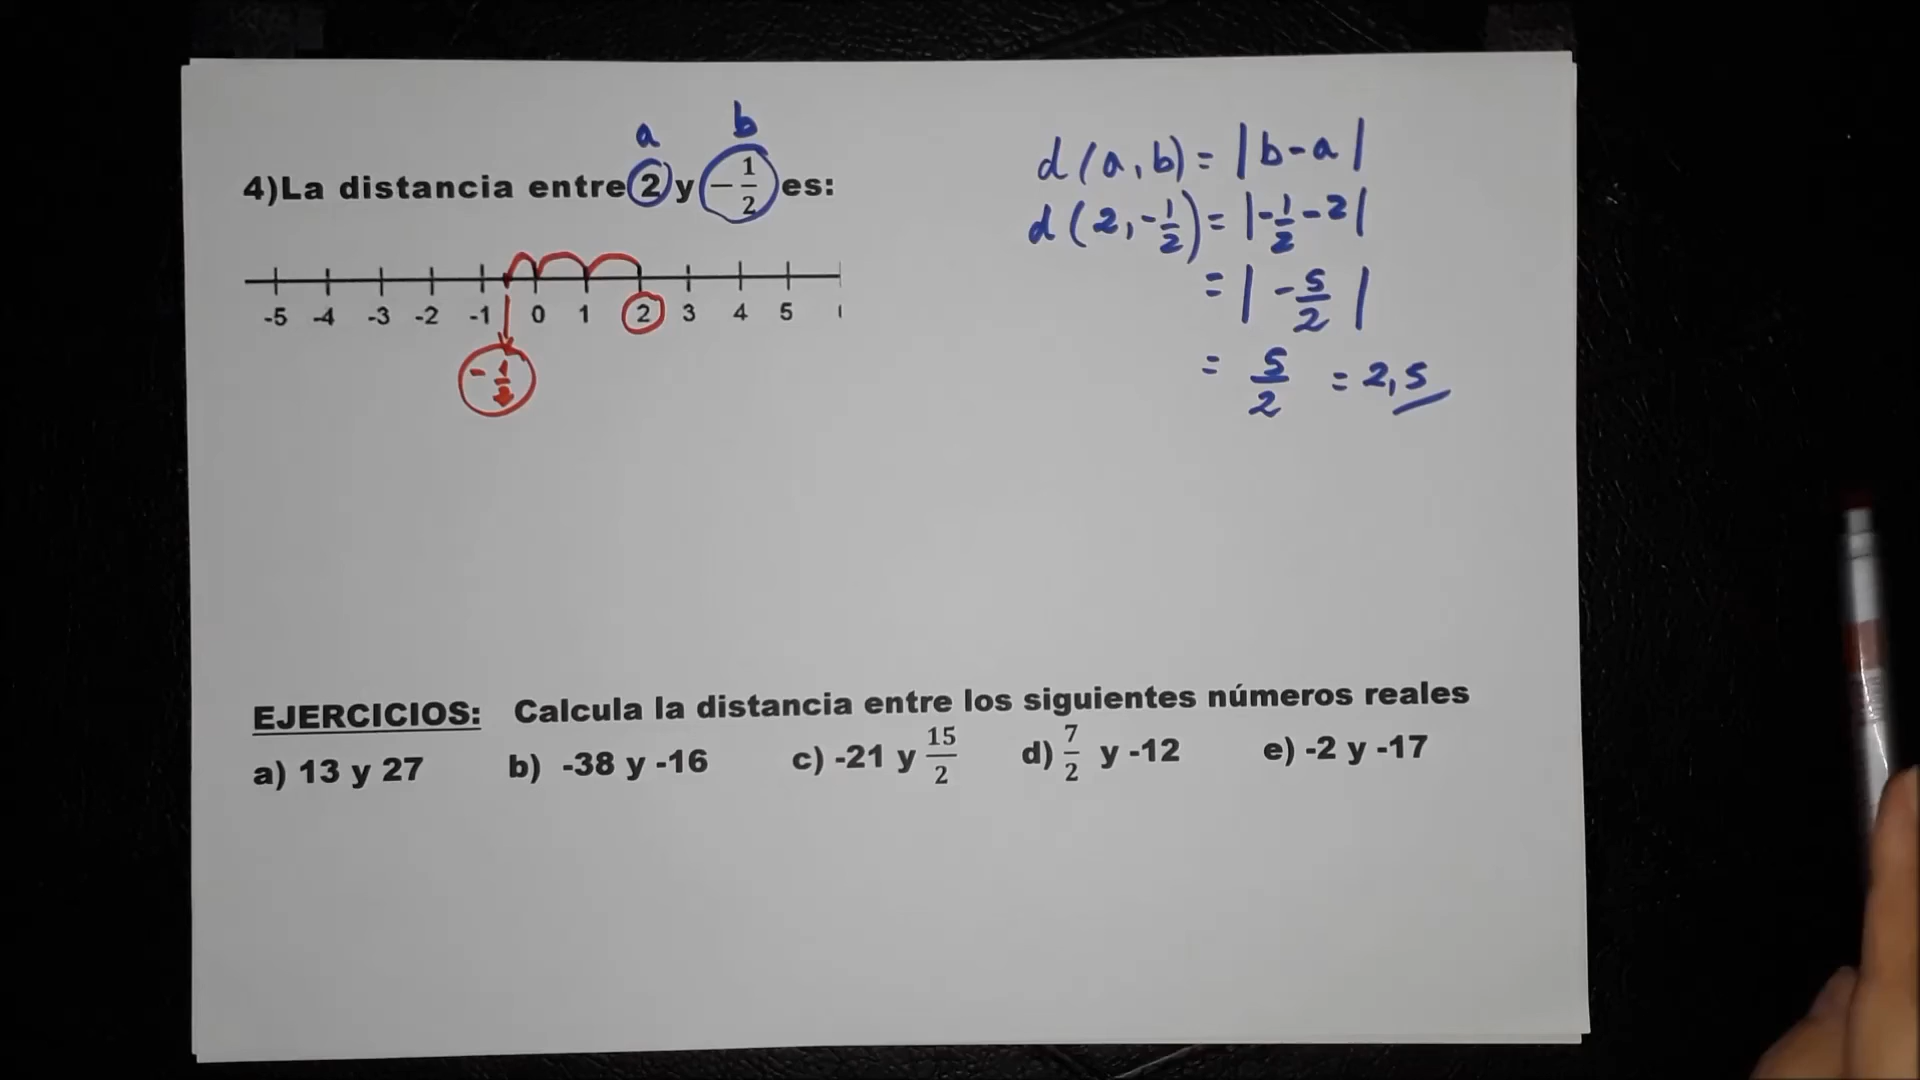 a b
4)La distancia entre 2 y -1/2 es:
-5 -4 -3 -2 -1 0 1 2 3 4 5
-1/2
d(a,b) = |b-a|
d(2,-1/2) = |-1/2-2|
= |-5/2|
= 5/2 = 2,5
EJERCICIOS: Calcula la distancia entre los siguientes números reales
a) 13 y 27 b) -38 y -16 c) -21 y 15/2 d) 7/2 y -12 e) -2 y -17